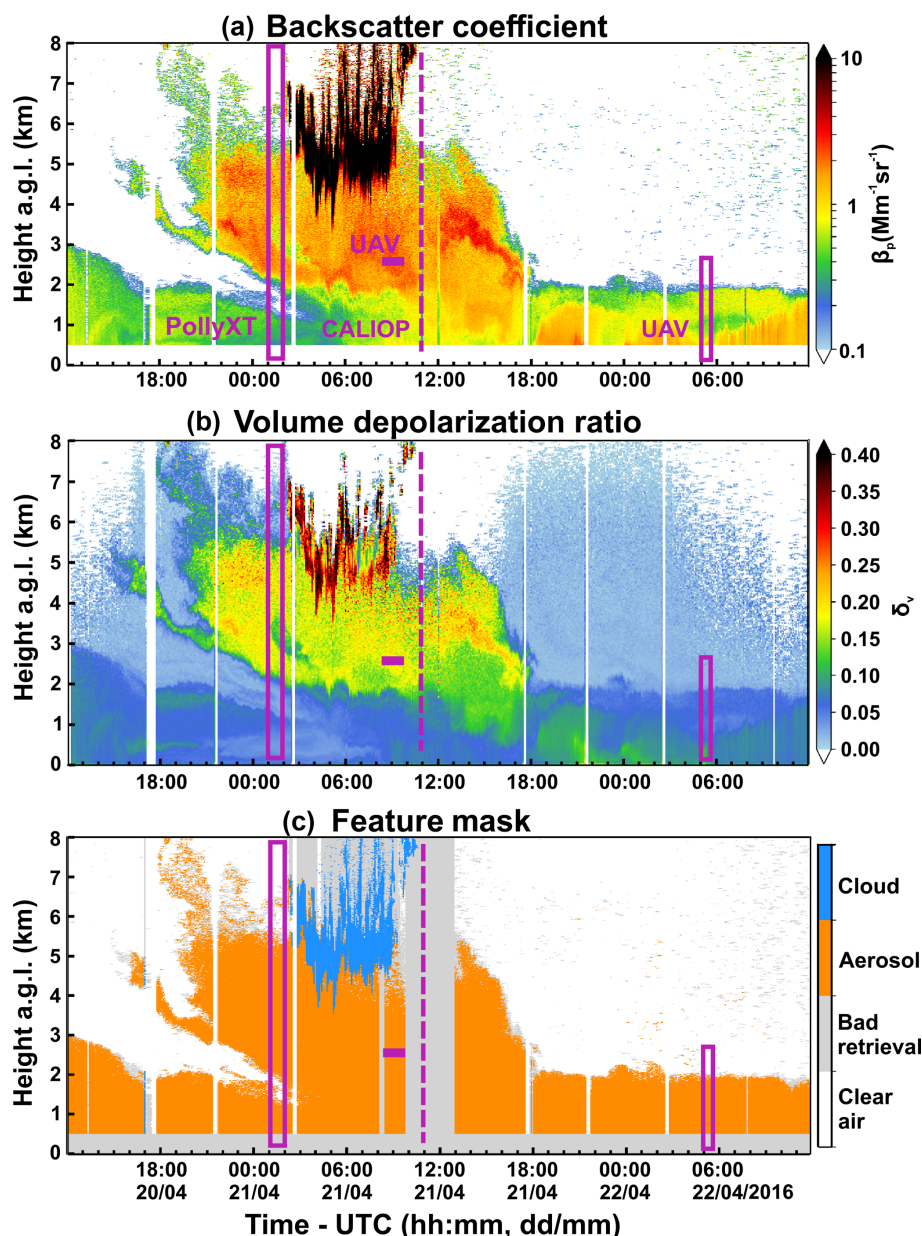 (a) Backscatter coefficient
8
7
6
5
4
3
2
1
0
Height a.g.l. (km)
UAV
PollyXT
CALIOP
UAV
18:00 00:00 06:00 12:00 18:00 00:00 06:00
10
1
0.1
βp(Mm⁻¹sr⁻¹)
(b) Volume depolarization ratio
8
7
6
5
4
3
2
1
0
Height a.g.l. (km)
18:00 00:00 06:00 12:00 18:00 00:00 06:00
0.40
0.35
0.30
0.25
0.20
0.15
0.10
0.05
0.00
δv
(c) Feature mask
8
7
6
5
4
3
2
1
0
Height a.g.l. (km)
Cloud
Aerosol
Bad
retrieval
Clear
air
18:00 00:00 06:00 12:00 18:00 00:00 06:00
20/04 21/04 21/04 21/04 21/04 22/04 22/04/2016
Time - UTC (hh:mm, dd/mm)